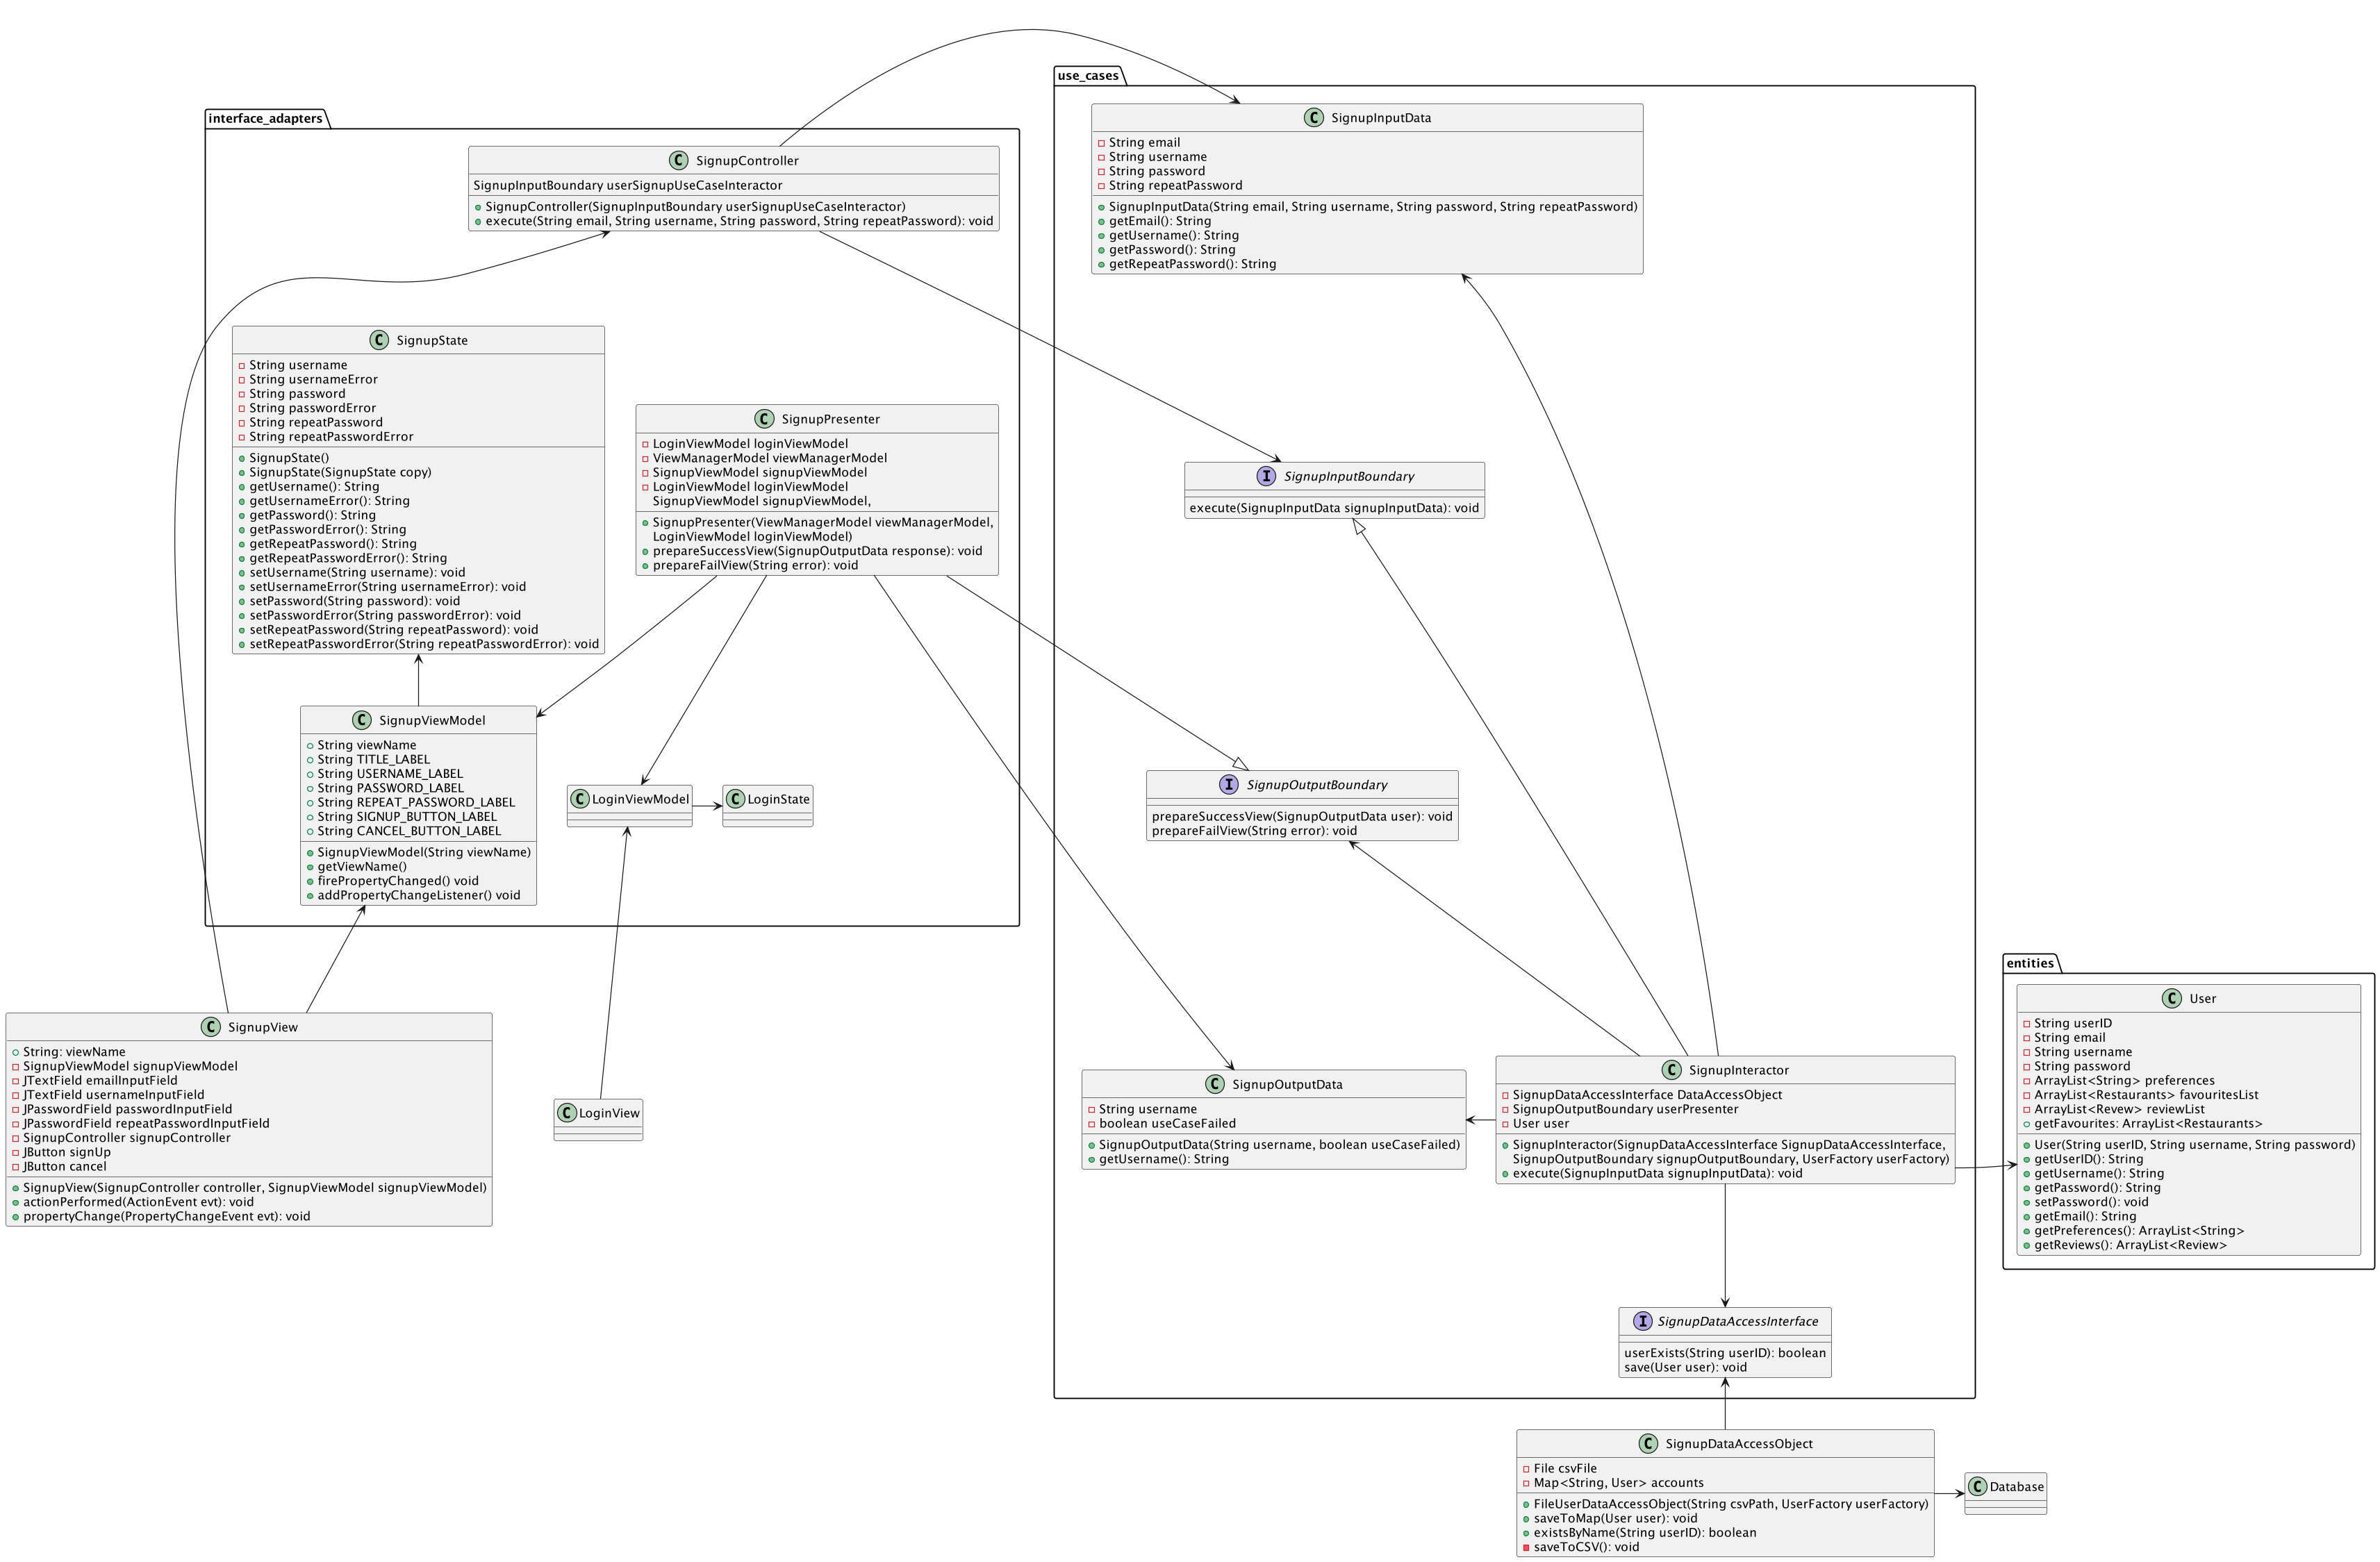 use_cases
C SignupInputData
String email
String username
String password
String repeatPassword
SignupInputData(String email, String username, String password, String repeatPassword)
getEmail(): String
getUsername(): String
getPassword(): String
getRepeatPassword(): String
interface_adapters
C SignupController
SignupInputBoundary userSignupUseCaseInteractor
SignupController(SignupInputBoundary userSignupUseCaseInteractor)
execute(String email, String username, String password, String repeatPassword): void
C SignupState
String username
String usernameError
String password
String passwordError
String repeatPassword
String repeatPasswordError
SignupState()
SignupState(SignupState copy)
getUsername(): String
getUsernameError(): String
getPassword(): String
getPasswordError(): String
getRepeatPassword(): String
getRepeatPasswordError(): String
setUsername(String username): void
setUsernameError(String usernameError): void
setPassword(String password): void
setPasswordError(String passwordError): void
setRepeatPassword(String repeatPassword): void
setRepeatPasswordError(String repeatPasswordError): void
C SignupPresenter
LoginViewModel loginViewModel
ViewManagerModel viewManagerModel
SignupViewModel signupViewModel
LoginViewModel loginViewModel
SignupViewModel signupViewModel,
SignupPresenter(ViewManagerModel viewManagerModel,
LoginViewModel loginViewModel)
prepareSuccessView(SignupOutputData response): void
prepareFailView(String error): void
I SignupInputBoundary
execute(SignupInputData signupInputData): void
C SignupViewModel
String viewName
String TITLE_LABEL
String USERNAME_LABEL
String PASSWORD_LABEL
String REPEAT_PASSWORD_LABEL
String SIGNUP_BUTTON_LABEL
String CANCEL_BUTTON_LABEL
SignupViewModel(String viewName)
getViewName()
firePropertyChanged() void
addPropertyChangeListener() void
C LoginViewModel
C LoginState
I SignupOutputBoundary
prepareSuccessView(SignupOutputData user): void
prepareFailView(String error): void
C SignupView
String: viewName
SignupViewModel signupViewModel
JTextField emailInputField
JTextField usernameInputField
JPasswordField passwordInputField
JPasswordField repeatPasswordInputField
SignupController signupController
JButton signUp
JButton cancel
SignupView(SignupController controller, SignupViewModel signupViewModel)
actionPerformed(ActionEvent evt): void
propertyChange(PropertyChangeEvent evt): void
C LoginView
C SignupOutputData
String username
boolean useCaseFailed
SignupOutputData(String username, boolean useCaseFailed)
getUsername(): String
C SignupInteractor
SignupDataAccessInterface DataAccessObject
SignupOutputBoundary userPresenter
User user
SignupInteractor(SignupDataAccessInterface SignupDataAccessInterface,
SignupOutputBoundary signupOutputBoundary, UserFactory userFactory)
execute(SignupInputData signupInputData): void
entities
C User
String userID
String email
String username
String password
ArrayList<String> preferences
ArrayList<Restaurants> favouritesList
ArrayList<Revew> reviewList
getFavourites: ArrayList<Restaurants>
User(String userID, String username, String password)
getUserID(): String
getUsername(): String
getPassword(): String
setPassword(): void
getEmail(): String
getPreferences(): ArrayList<String>
getReviews(): ArrayList<Review>
I SignupDataAccessInterface
userExists(String userID): boolean
save(User user): void
C SignupDataAccessObject
File csvFile
Map<String, User> accounts
FileUserDataAccessObject(String csvPath, UserFactory userFactory)
saveToMap(User user): void
existsByName(String userID): boolean
saveToCSV(): void
C Database